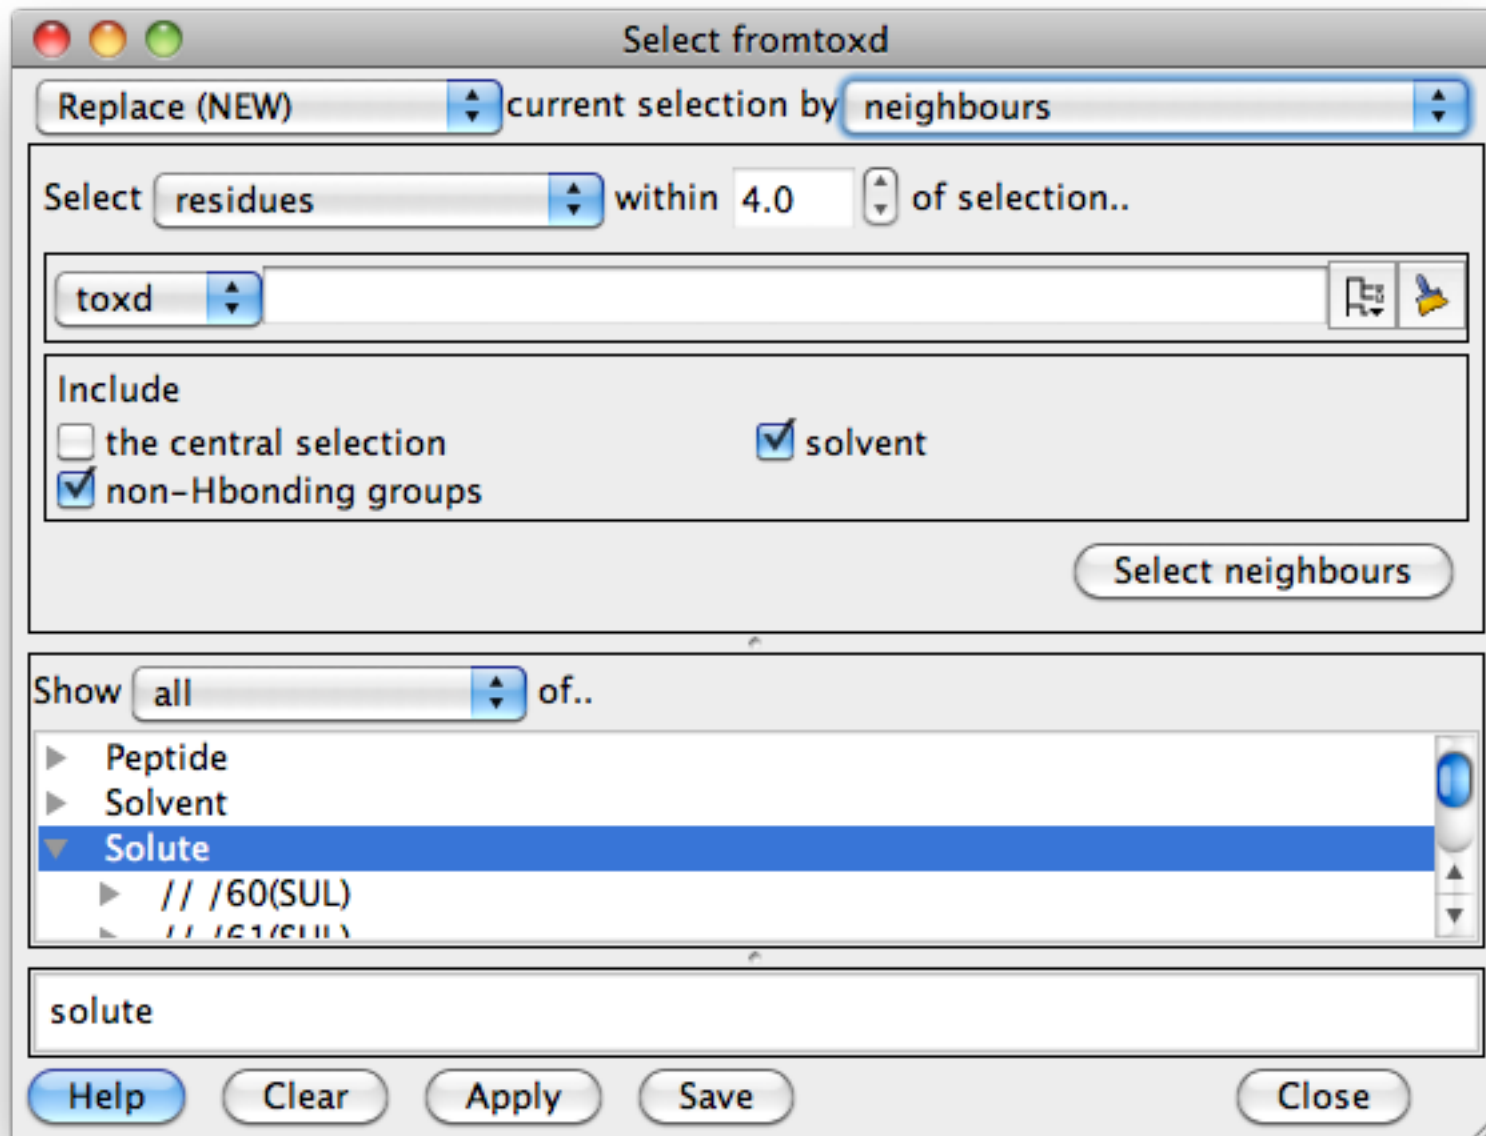 Select fromtoxd
Replace (NEW) current selection by neighbours
Select residues within 4.0 of selection..
toxd
Include
the central selection solvent
non-Hbonding groups
Select neighbours
Show all of..
Peptide
Solvent
Solute
// /60(SUL)
// /61(SUL)
solute
Help Clear Apply Save Close